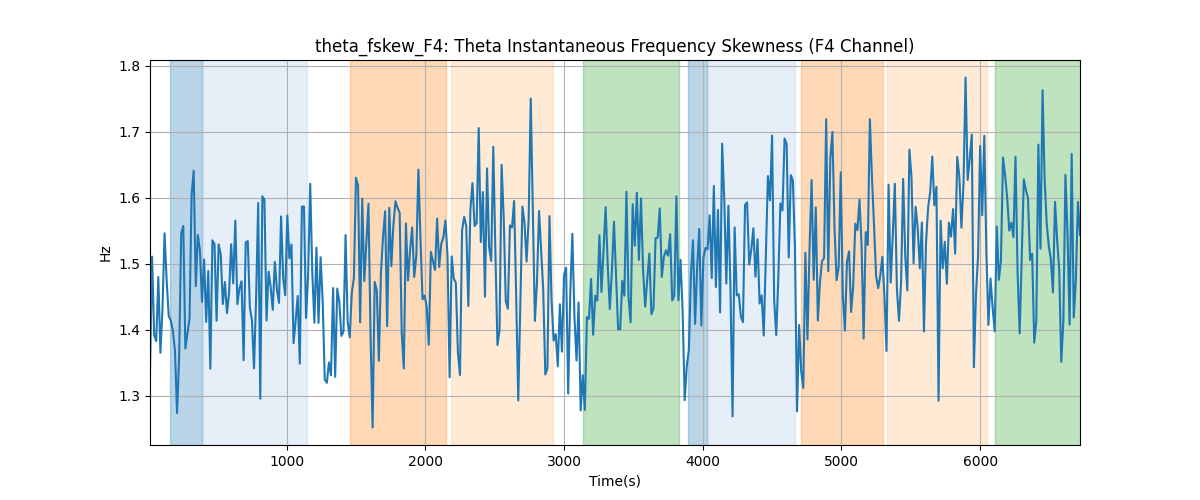 theta_fskew_F4: Theta Instantaneous Frequency Skewness (F4 Channel)
1.8
1.7
1.6
1.5
1.4
1.3
Hz
1000 2000 3000 4000 5000 6000
Time(s)